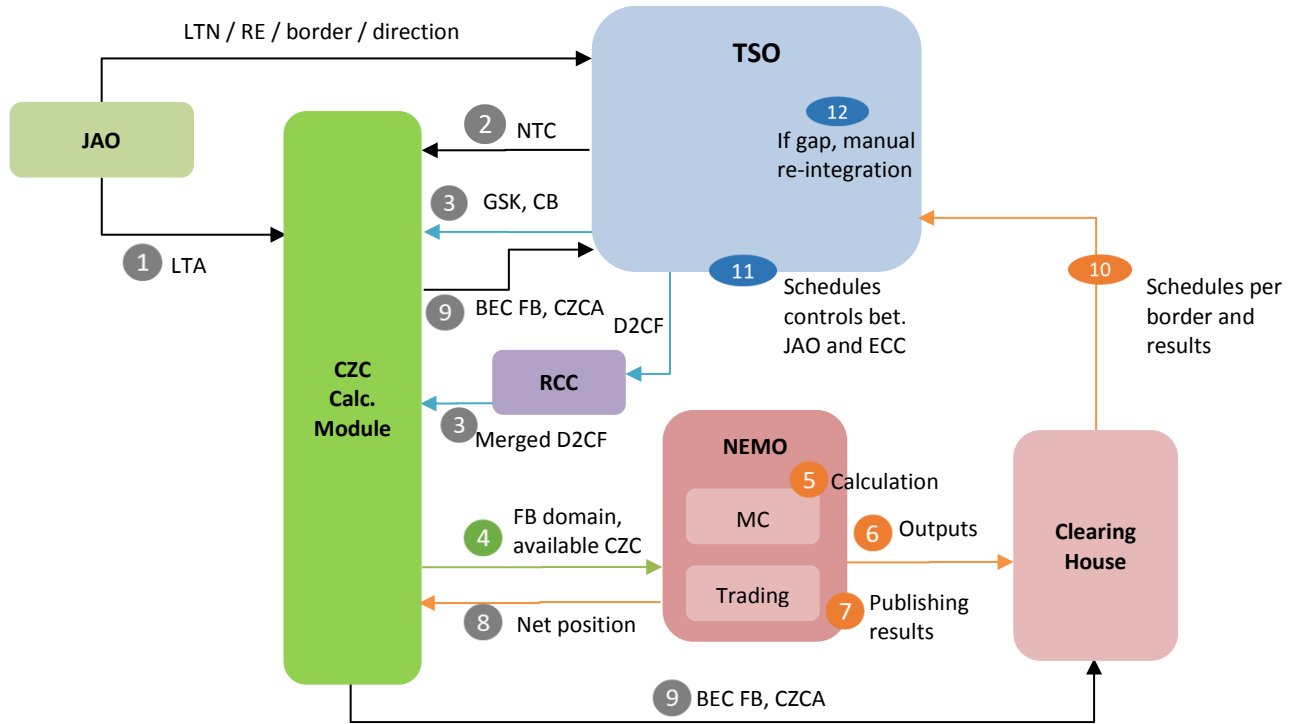 LTN / RE / border / direction
TSO
JAO
12
If gap, manual
re-integration
2
NTC
3
GSK, CB
1
LTA
9
BEC FB, CZCA
11
Schedules
controls bet.
JAO and ECC
10
Schedules per
border and
results
D2CF
CZC
Calc.
Module
RCC
3
Merged D2CF
NEMO
5
Calculation
MC
4
FB domain,
available CZC
6
Outputs
Clearing
House
Trading
7
Publishing
results
8
Net position
9
BEC FB, CZCA